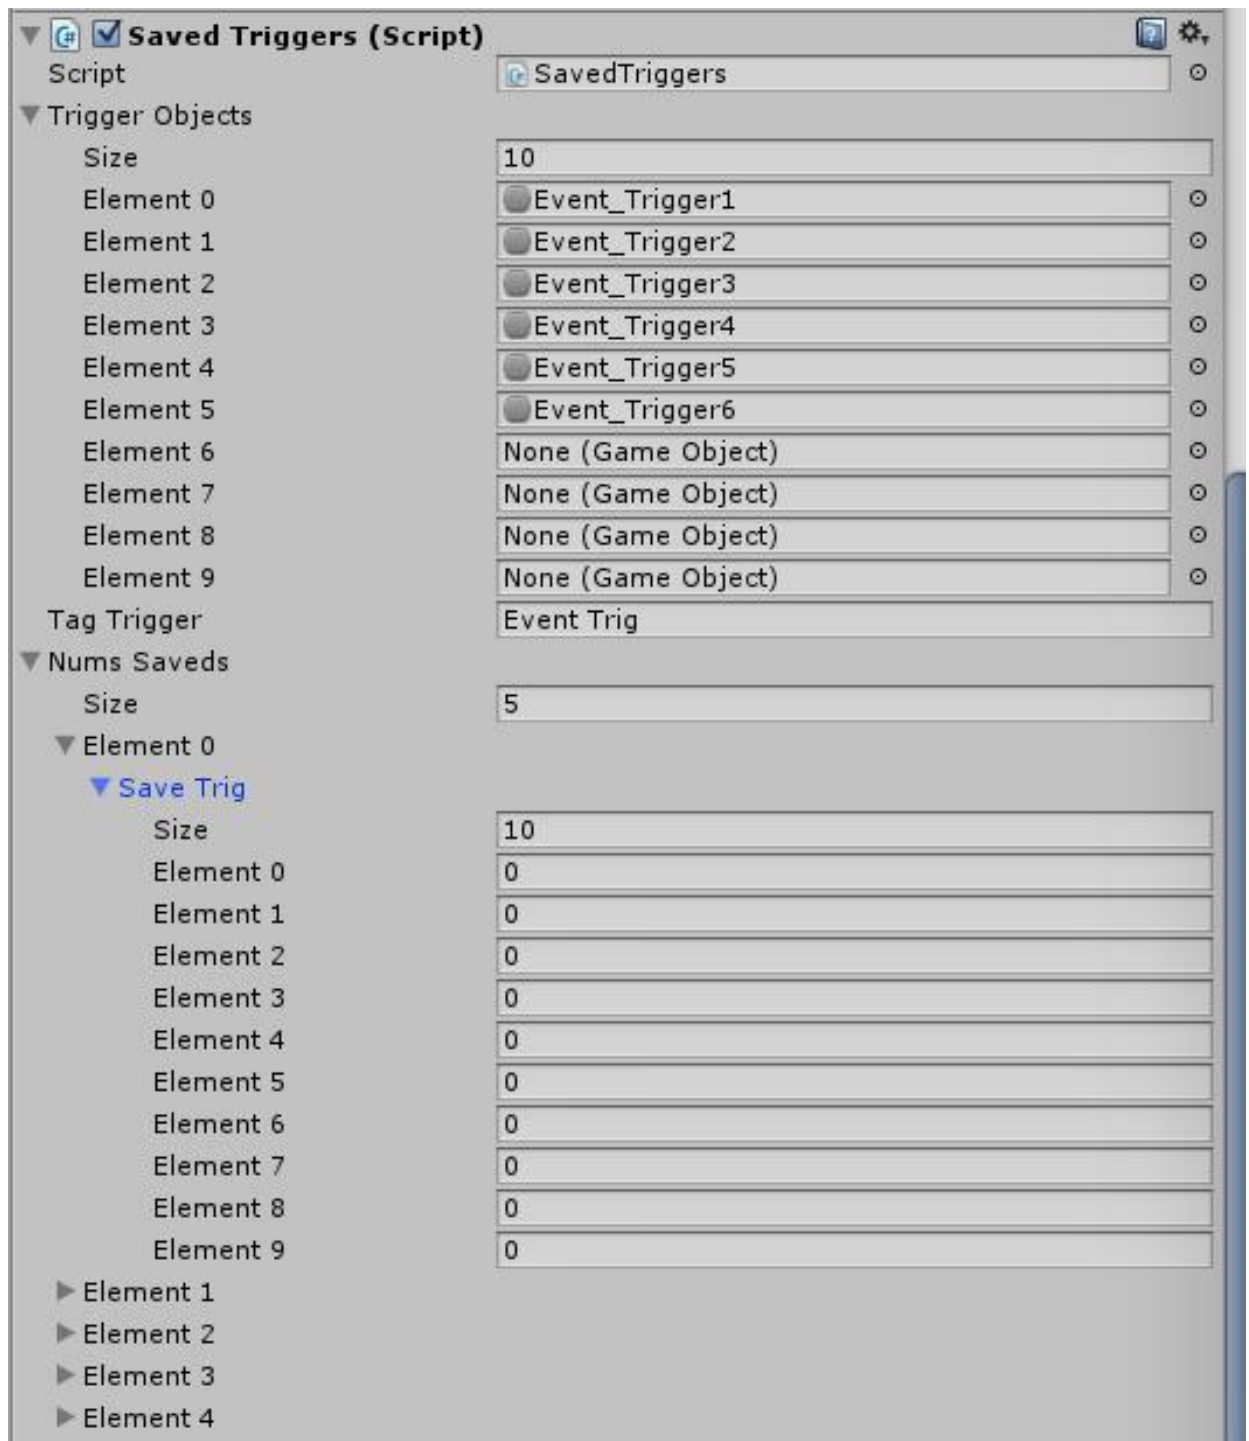 Saved Triggers (Script)
Script SavedTriggers
Trigger Objects
Size 10
Element 0 Event_Trigger1
Element 1 Event_Trigger2
Element 2 Event_Trigger3
Element 3 Event_Trigger4
Element 4 Event_Trigger5
Element 5 Event_Trigger6
Element 6 None (Game Object)
Element 7 None (Game Object)
Element 8 None (Game Object)
Element 9 None (Game Object)
Tag Trigger Event Trig
Nums Saveds
Size 5
Element 0
Save Trig
Size 10
Element 0 0
Element 1 0
Element 2 0
Element 3 0
Element 4 0
Element 5 0
Element 6 0
Element 7 0
Element 8 0
Element 9 0
Element 1
Element 2
Element 3
Element 4